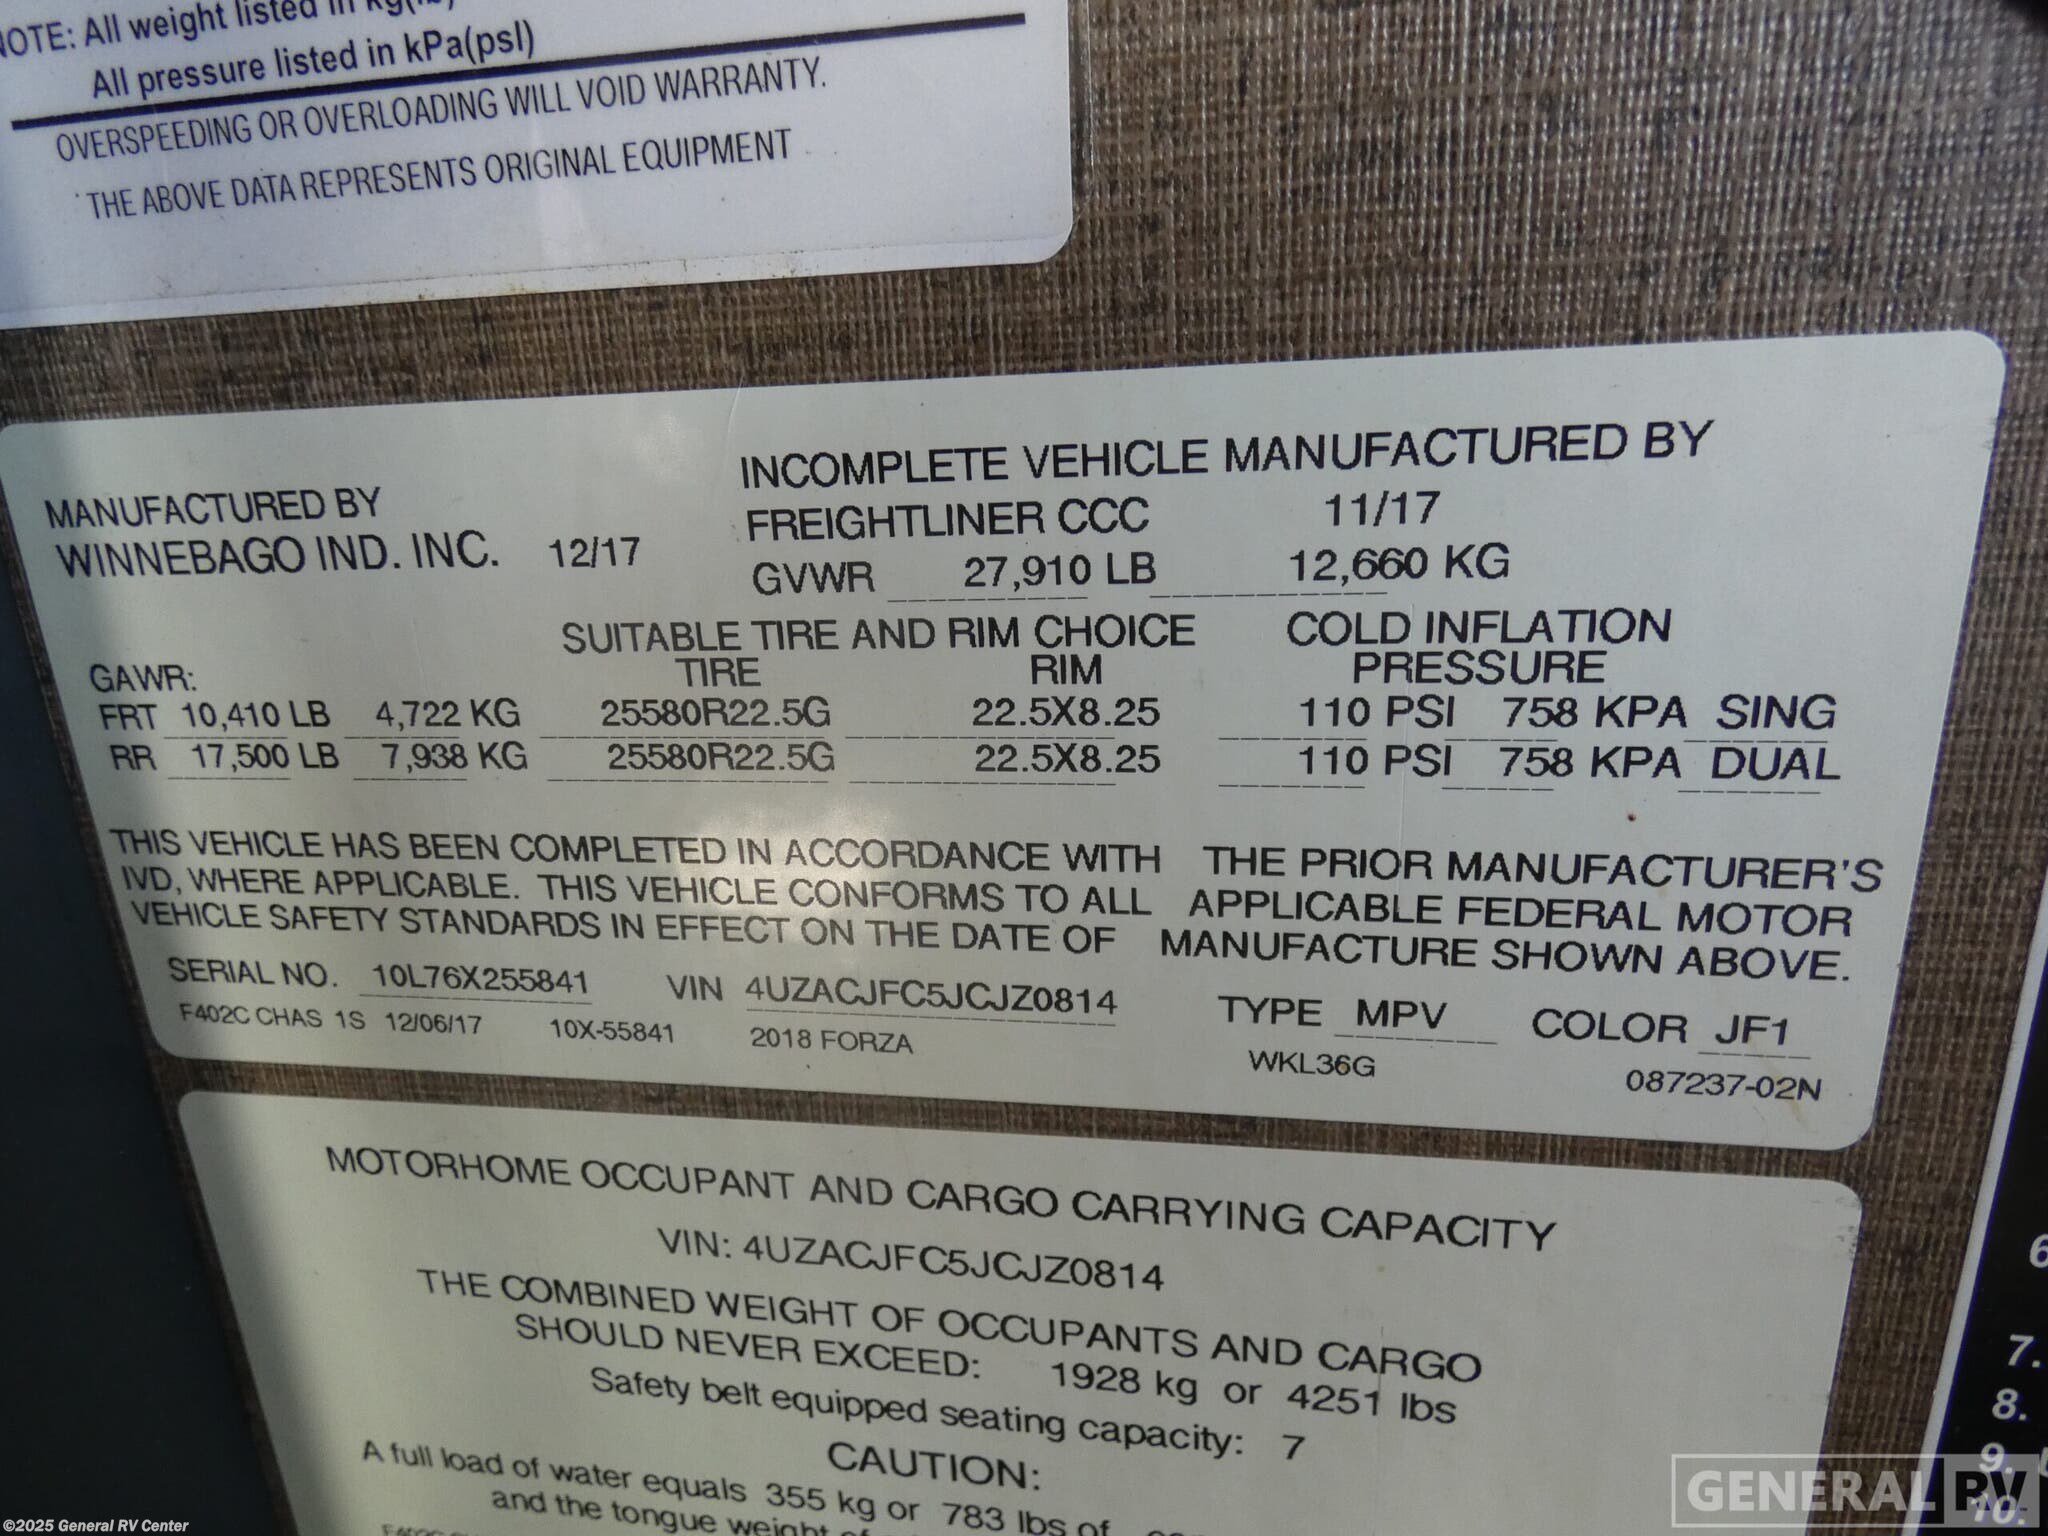 NOTE: All weight listed in kg(lb)
All pressure listed in kPa(psI)
OVERSPEEDING OR OVERLOADING WILL VOID WARRANTY.
THE ABOVE DATA REPRESENTS ORIGINAL EQUIPMENT
MANUFACTURED BY
WINNEBAGO IND. INC. 12/17
INCOMPLETE VEHICLE MANUFACTURED BY
FREIGHTLINER CCC 11/17
GVWR 27,910 LB 12,660 KG
SUITABLE TIRE AND RIM CHOICE COLD INFLATION
GAWR: TIRE RIM PRESSURE
FRT 10,410 LB 4,722 KG 25580R22.5G 22.5X8.25 110 PSI 758 KPA SING
RR 17,500 LB 7,938 KG 25580R22.5G 22.5X8.25 110 PSI 758 KPA DUAL
THIS VEHICLE HAS BEEN COMPLETED IN ACCORDANCE WITH THE PRIOR MANUFACTURER'S
IVD, WHERE APPLICABLE. THIS VEHICLE CONFORMS TO ALL APPLICABLE FEDERAL MOTOR
VEHICLE SAFETY STANDARDS IN EFFECT ON THE DATE OF MANUFACTURE SHOWN ABOVE.
SERIAL NO. 10L76X255841 VIN 4UZACJFC5JCJZ0814 TYPE MPV COLOR JF1
F402C CHAS 1S 12/06/17 10X-55841 2018 FORZA WKL36G 087237-02N
MOTORHOME OCCUPANT AND CARGO CARRYING CAPACITY
VIN: 4UZACJFC5JCJZ0814
THE COMBINED WEIGHT OF OCCUPANTS AND CARGO
SHOULD NEVER EXCEED: 1928 kg or 4251 lbs
Safety belt equipped seating capacity: 7
CAUTION:
A full load of water equals 355 kg or 783 lbs of
and the tongue weight
6
7.
8.
9.
10.
GENERAL RV
©2025 General RV Center